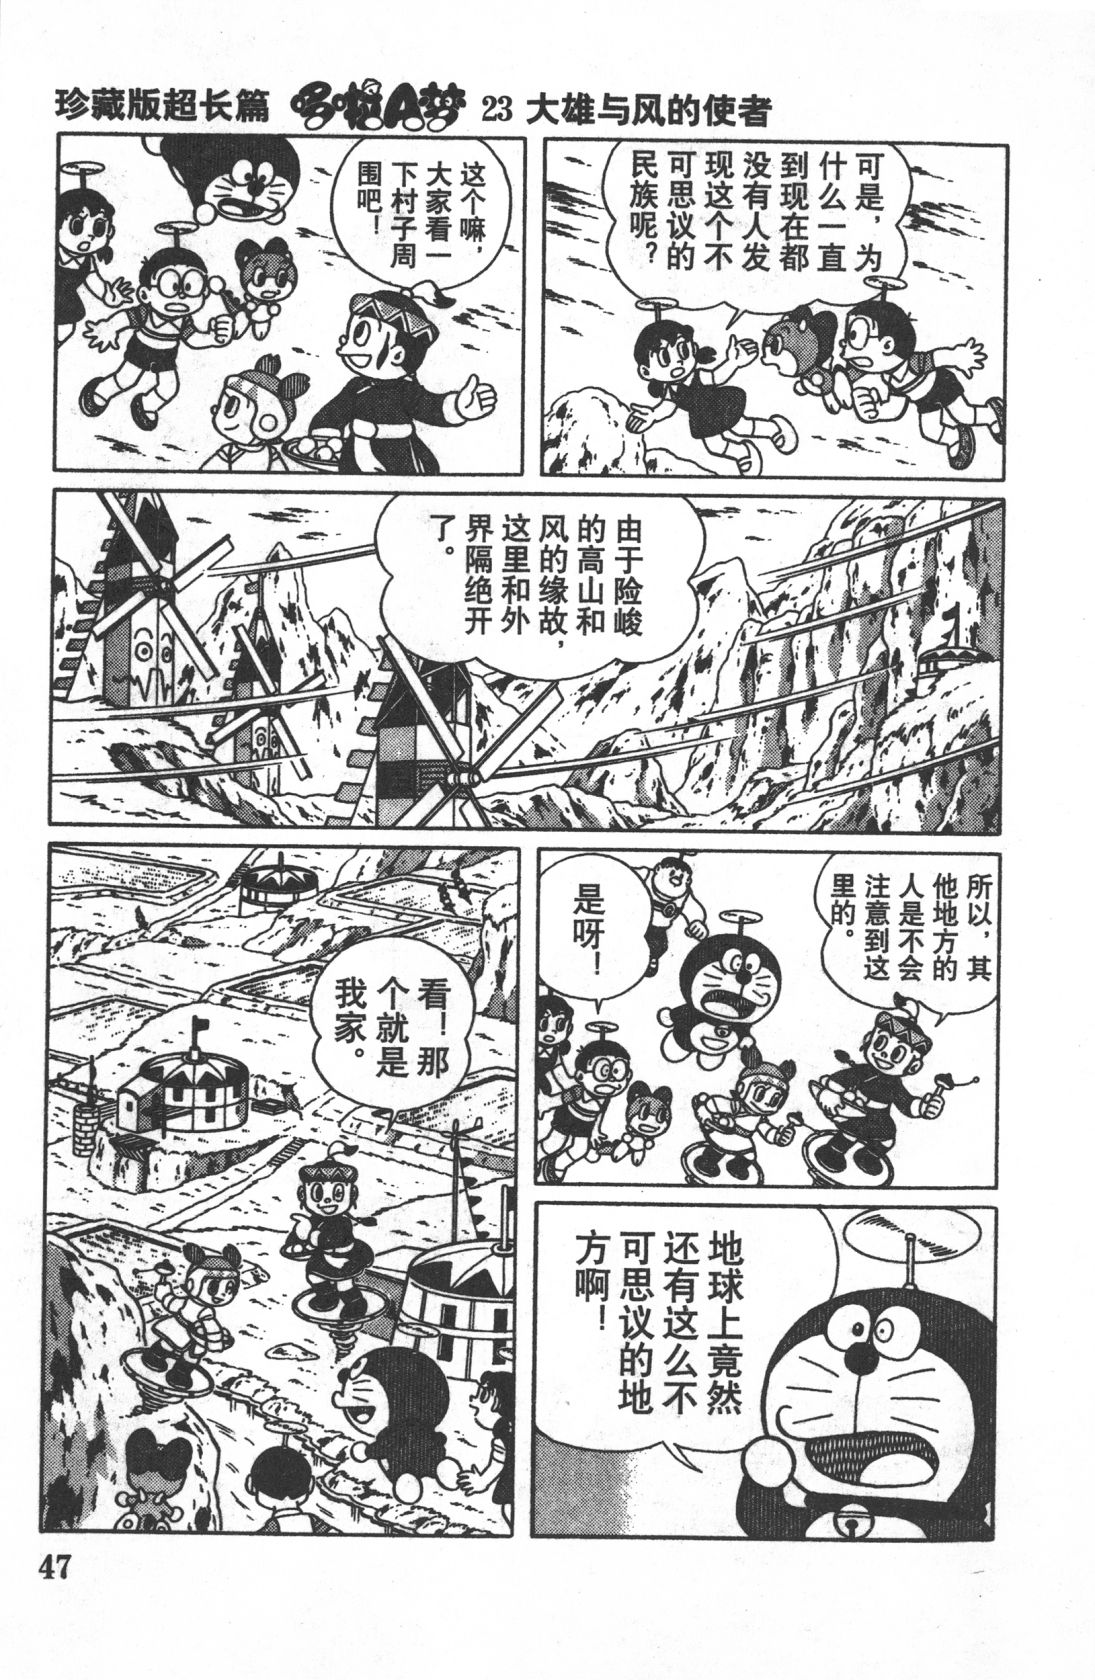 珍藏版超长篇 哆啦A梦 23 大雄与风的使者
可是，为
什么一直
到现在都
没有人发
现这个不
可思议的
民族呢？
这个嘛，
大家看一
下村子周
围吧！
由于险峻
的高山和
风的缘故，
这里和外
界隔绝开
了。
所以，其
他地方的
人是不会
注意到这
里的。
是呀！
地球上竟然
还有这么不
可思议的地
方啊！
看！那
个就是
我家。
47